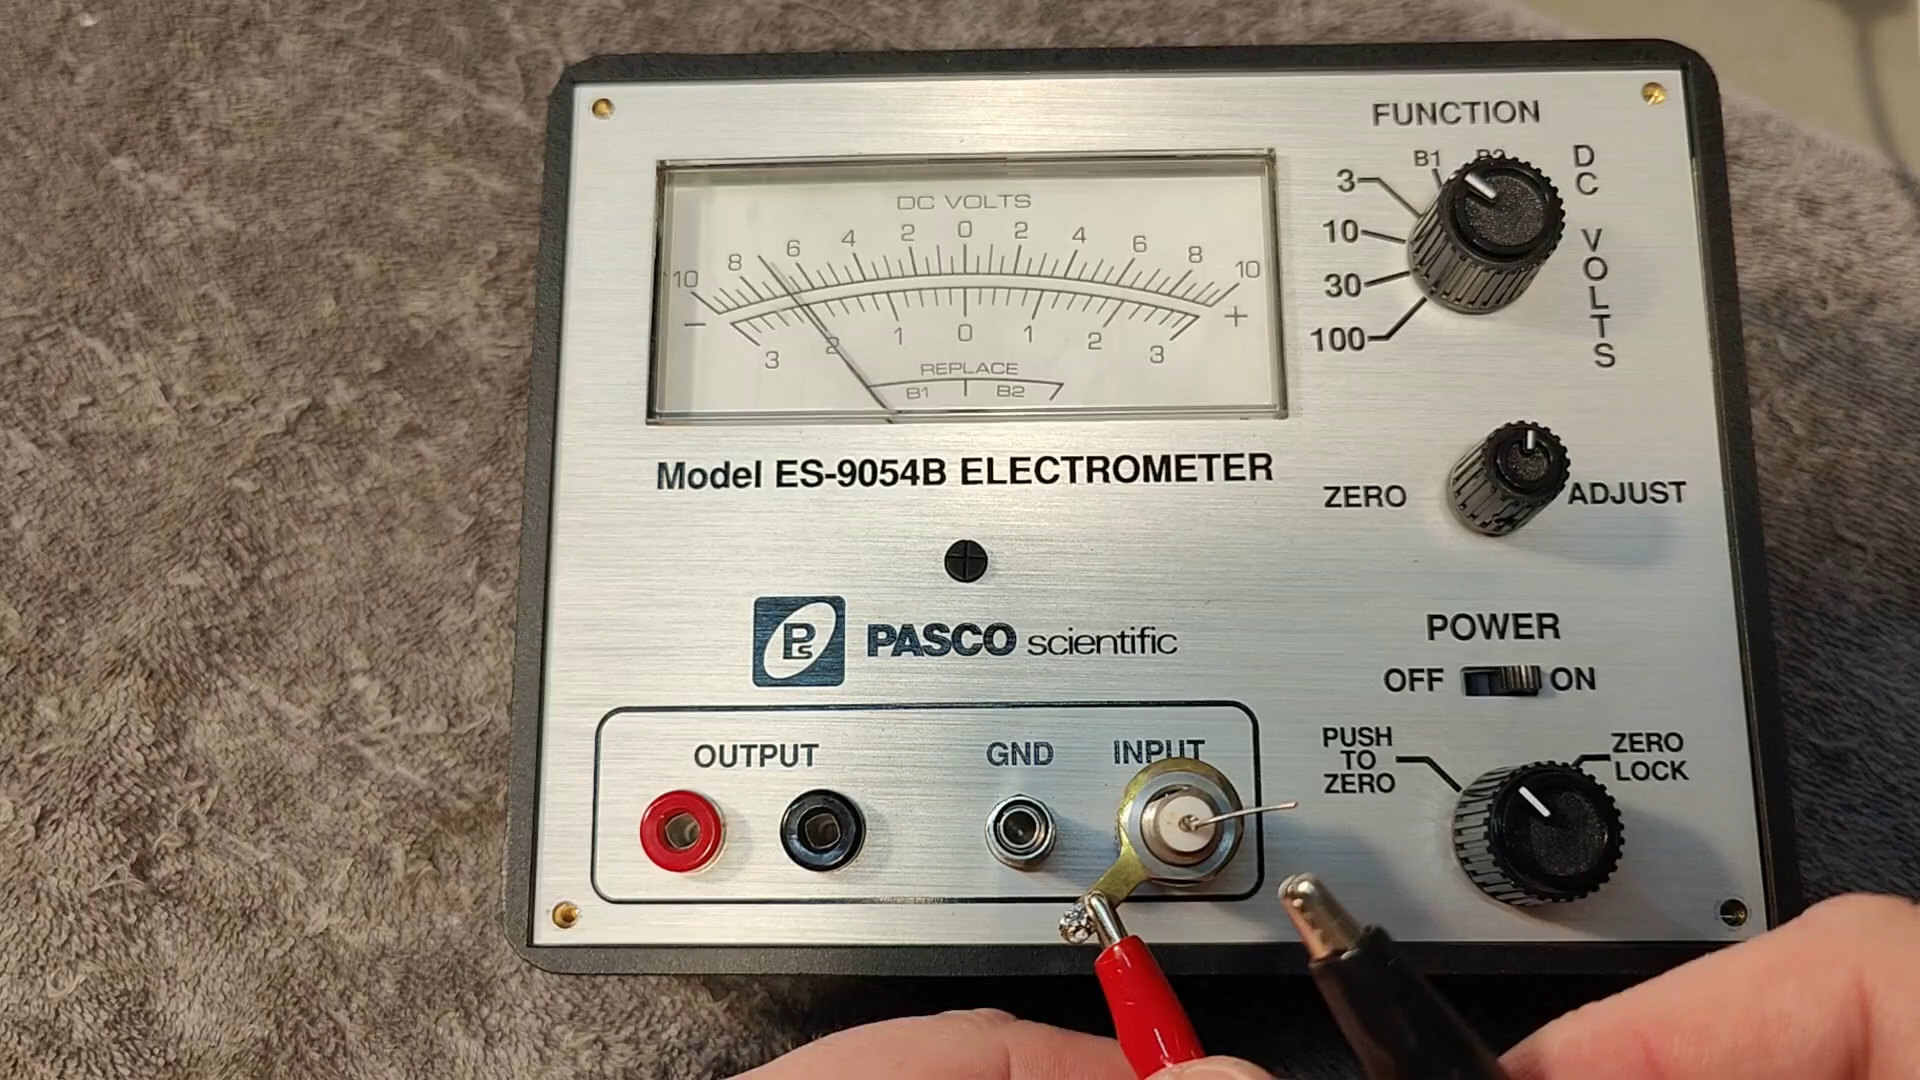 FUNCTION
B1 B2
3
10
30
100
DC VOLTS
DC VOLTS
10 8 6 4 2 0 2 4 6 8 10
− +
3 2 1 0 1 2 3
REPLACE
B1 B2
Model ES-9054B ELECTROMETER
ZERO ADJUST
PS
PASCO scientific
POWER
OFF ON
PUSH TO ZERO
ZERO LOCK
OUTPUT GND INPUT